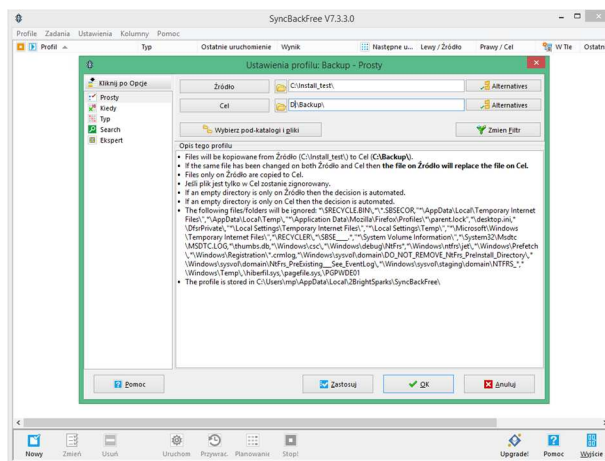 SyncBackFree V7.3.3.0
Profile Zadania Ustawienia Kolumny Pomoc
Profil Typ Ostatnie uruchomienie Wynik Następne u... Lewy / Źródło Prawy / Cel W Tle Ostatn
Ustawienia profilu: Backup - Prosty
Kliknij po Opcje
Prosty
Kiedy
Typ
Search
Ekspert
Źródło C:\Install_test\ Alternatives
Cel D\Backup\ Alternatives
Wybierz pod-katalogi i pliki Zmien Filtr
Opis tego profilu
• Files will be kopiowane from Źródło (C:\Install_test\) to Cel (C:\Backup\).
• If the same file has been changed on both Źródło and Cel then the file on Źródło will replace the file on Cel.
• Files only on Źródło are copied to Cel.
• Jeśli plik jest tylko w Cel zostanie zignorowany.
• If an empty directory is only on Źródło then the decision is automated.
• If an empty directory is only on Cel then the decision is automated.
• The following files/folders will be ignored: *\$RECYCLE.BIN\,*\*.SBSECOR,*\AppData\Local\Temporary Internet
Files\,*\AppData\Local\Temp\,*\Application Data\Mozilla\Firefox\Profiles\*\parent.lock,*\desktop.ini,*
\DfsrPrivate\,*\Local Settings\Temporary Internet Files\,*\Local Settings\Temp\,*\Microsoft\Windows
\Temporary Internet Files\,*\RECYCLER\,*\SBSE___.,*\System Volume Information\,*\System32\Msdtc
\MSDTC.LOG,*\thumbs.db,*\Windows\csc\,*\Windows\debug\NtFrs*,*\Windows\ntfrs\jet\,*\Windows\Prefetch
\,*\Windows\Registration\*.crmlog,*\Windows\sysvol\domain\DO_NOT_REMOVE_NtFrs_PreInstall_Directory\,*
\Windows\sysvol\domain\NtFrs_PreExisting___See_EventLog\,*\Windows\sysvol\staging\domain\NTFRS_*,*
\Windows\Temp\,\hiberfil.sys,\pagefile.sys,\PGPWDE01
• The profile is stored in C:\Users\mp\AppData\Local\2BrightSparks\SyncBackFree\
Pomoc Zastosuj OK Anuluj
Nowy Zmień Usuń Uruchom Przywrac. Planowanie Stop! Upgrade! Pomoc Wyjście